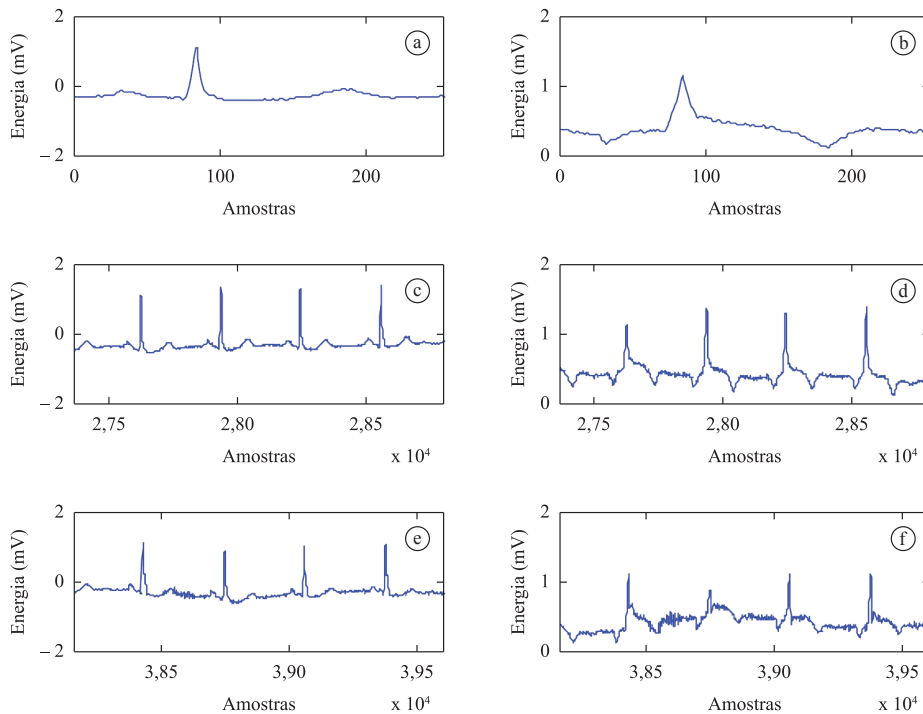 2
0
− 2
Energia (mV)
a
0
100
200
Amostras
2
1
0
Energia (mV)
b
0
100
200
Amostras
2
0
− 2
Energia (mV)
c
2,75
2,80
2,85
Amostras
x 10⁴
2
1
0
Energia (mV)
d
2,75
2,80
2,85
Amostras
x 10⁴
2
0
− 2
Energia (mV)
e
3,85
3,90
3,95
Amostras
x 10⁴
2
1
0
Energia (mV)
f
3,85
3,90
3,95
Amostras
x 10⁴